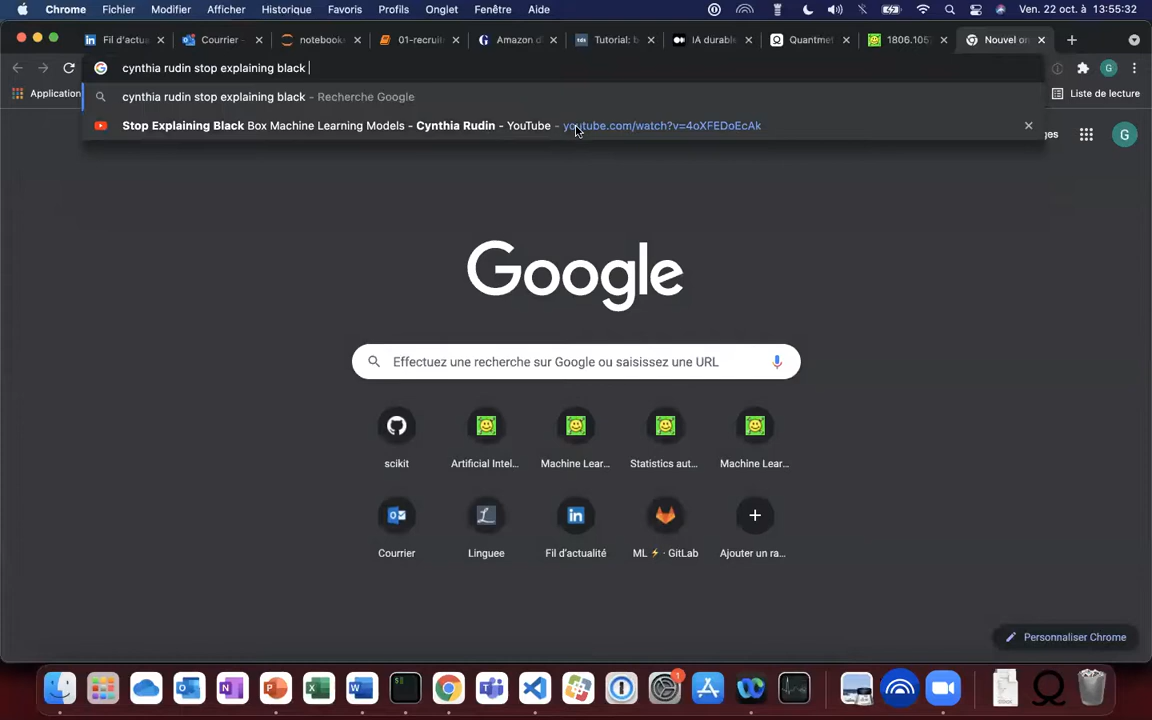 Chrome Fichier Modifier Afficher Historique Favoris Profils Onglet Fenêtre Aide Ven. 22 oct. à 13:55:32
Fil d'actua Courrier - notebook 01-recruit Amazon d' Tutorial: b IA durable Quantmet 1806.105 Nouvel on
cynthia rudin stop explaining black
Application Liste de lecture
cynthia rudin stop explaining black - Recherche Google
Stop Explaining Black Box Machine Learning Models - Cynthia Rudin - YouTube - youtube.com/watch?v=4oXFEDoEcAk
ges G
Google
Effectuez une recherche sur Google ou saisissez une URL
scikit Artificial Intel... Machine Lear... Statistics aut... Machine Lear...
Courrier Linguee Fil d'actualité ML ⚡ · GitLab Ajouter un ra...
Personnaliser Chrome